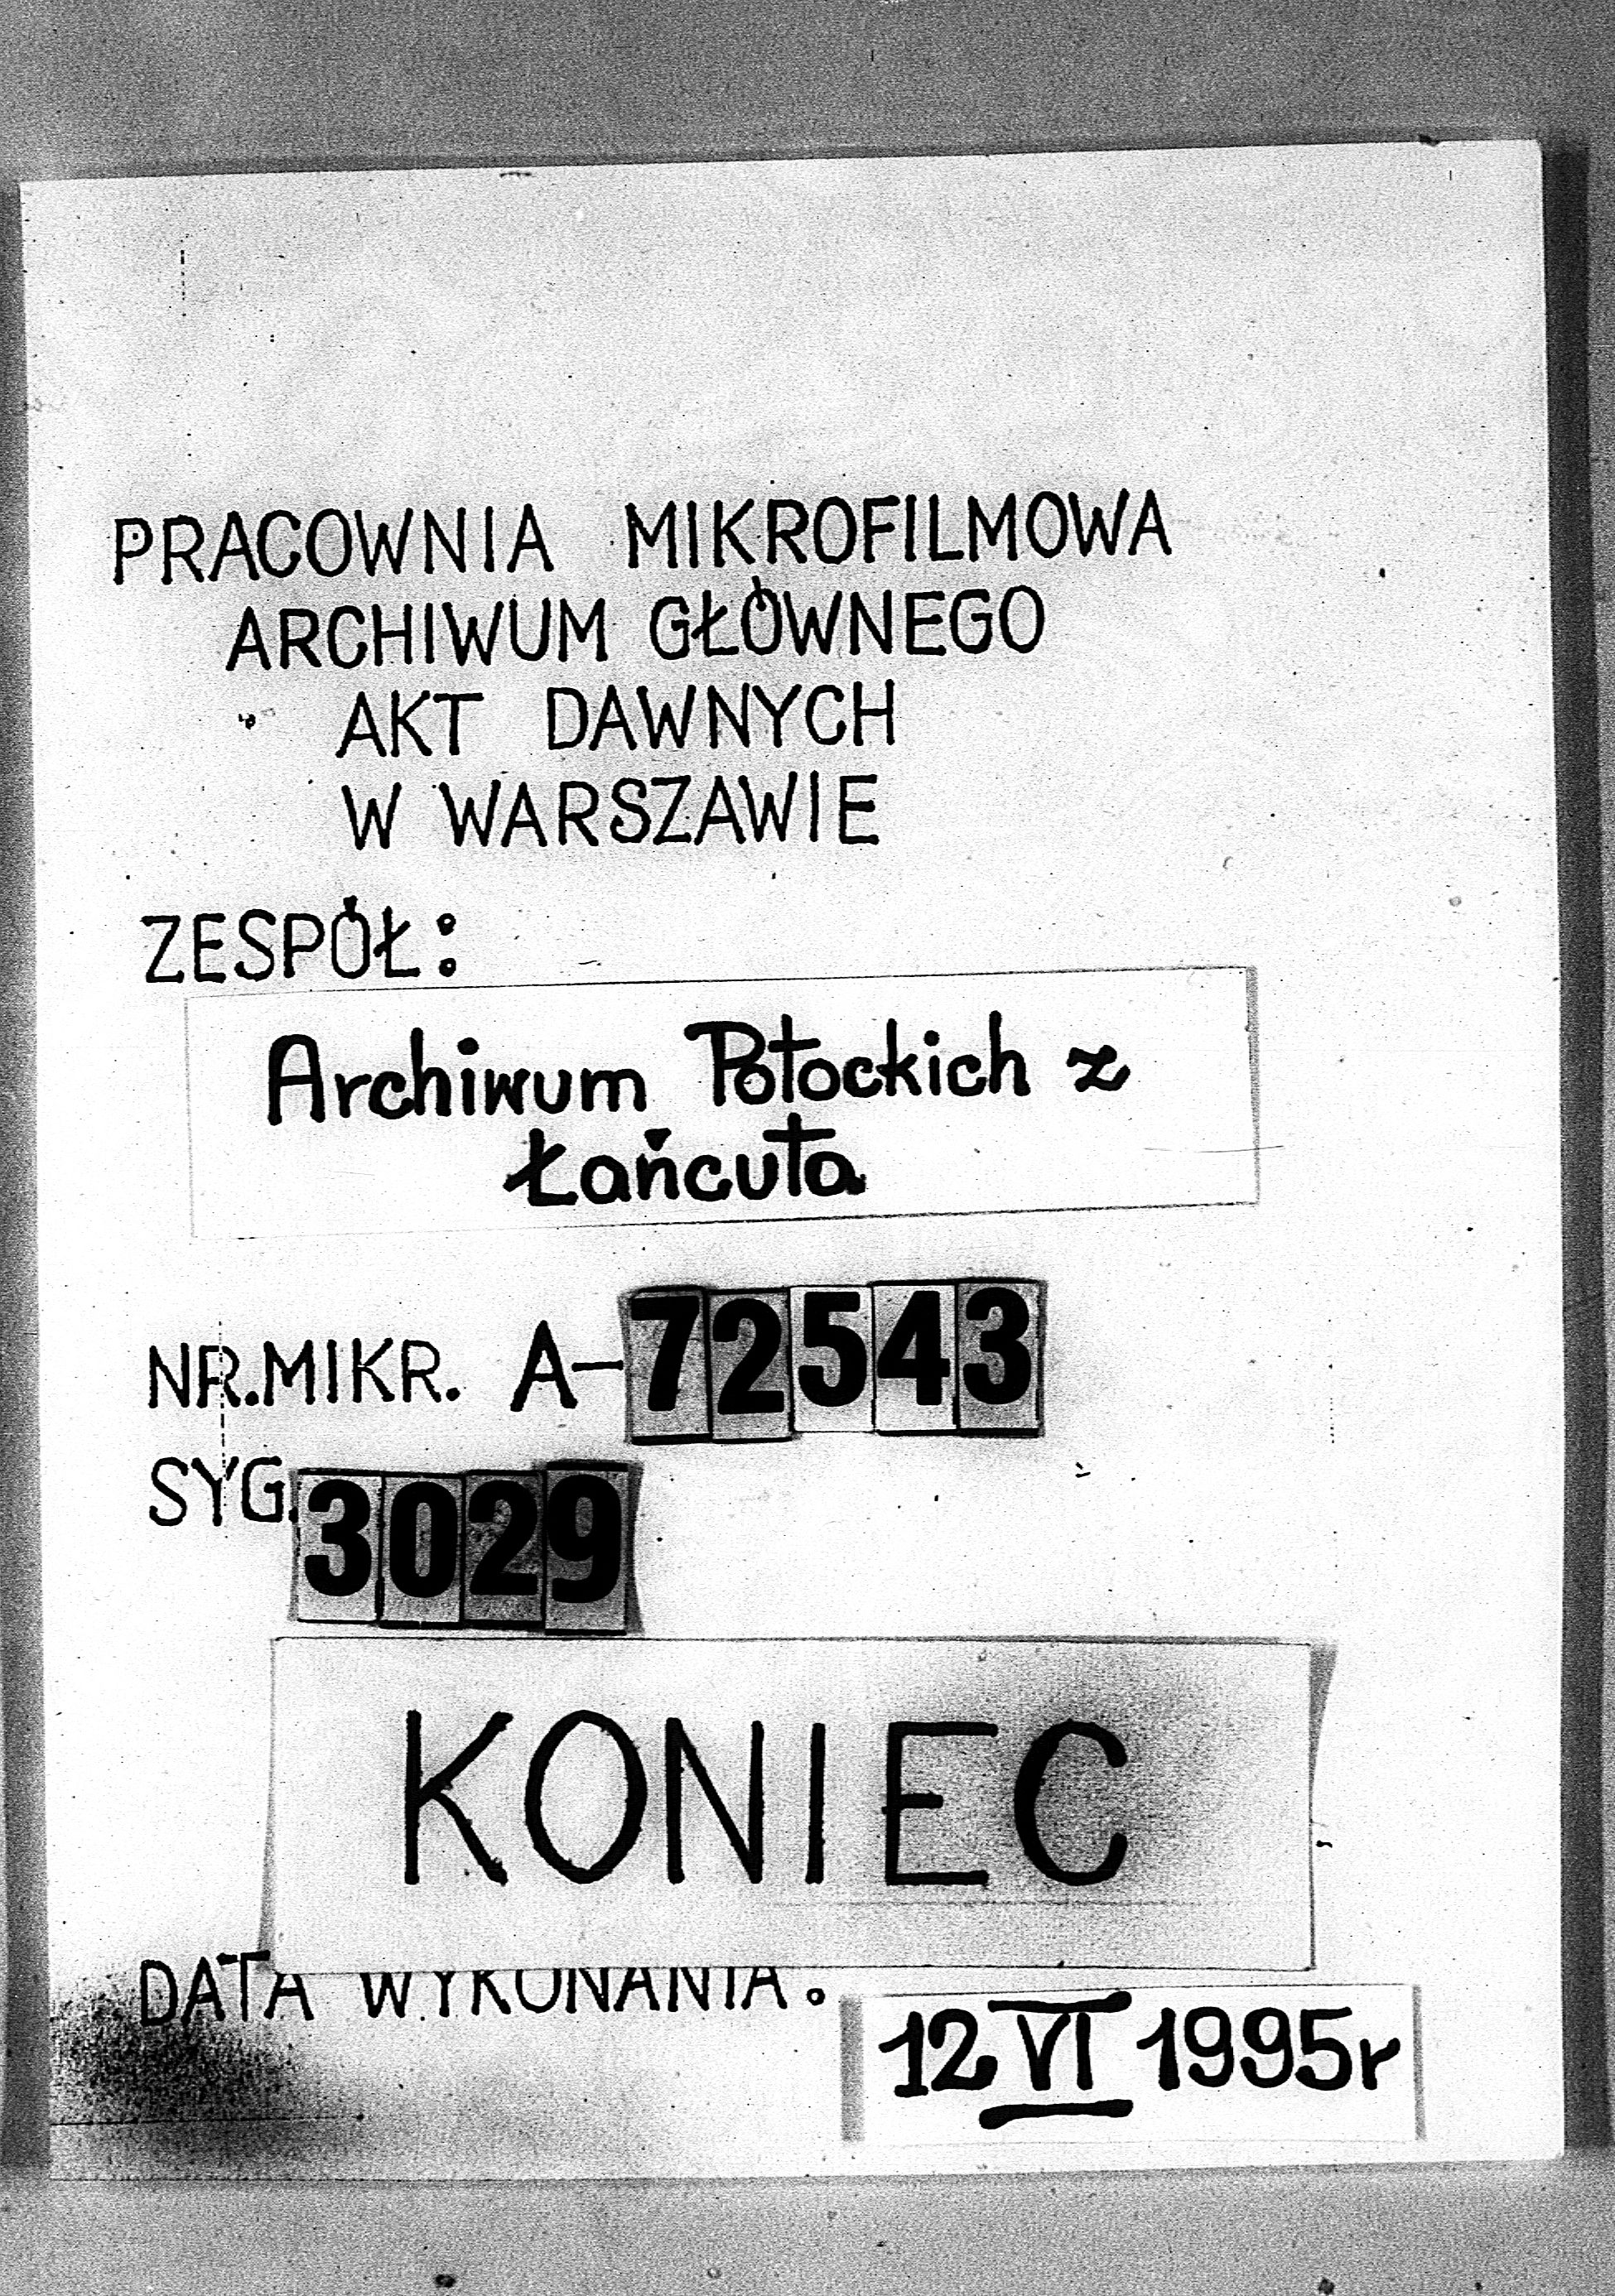 PRACOWNIA MIKROFILMOWA
ARCHIWUM GŁÓWNEGO
AKT DAWNYCH
W WARSZAWIE
ZESPÓŁ:
Archiwum Potockich z
Łańcuta
NR. MIKR. A-72543
SYG. 3029
KONIEC
DATA WYKONANIA:
12 VI 1995r